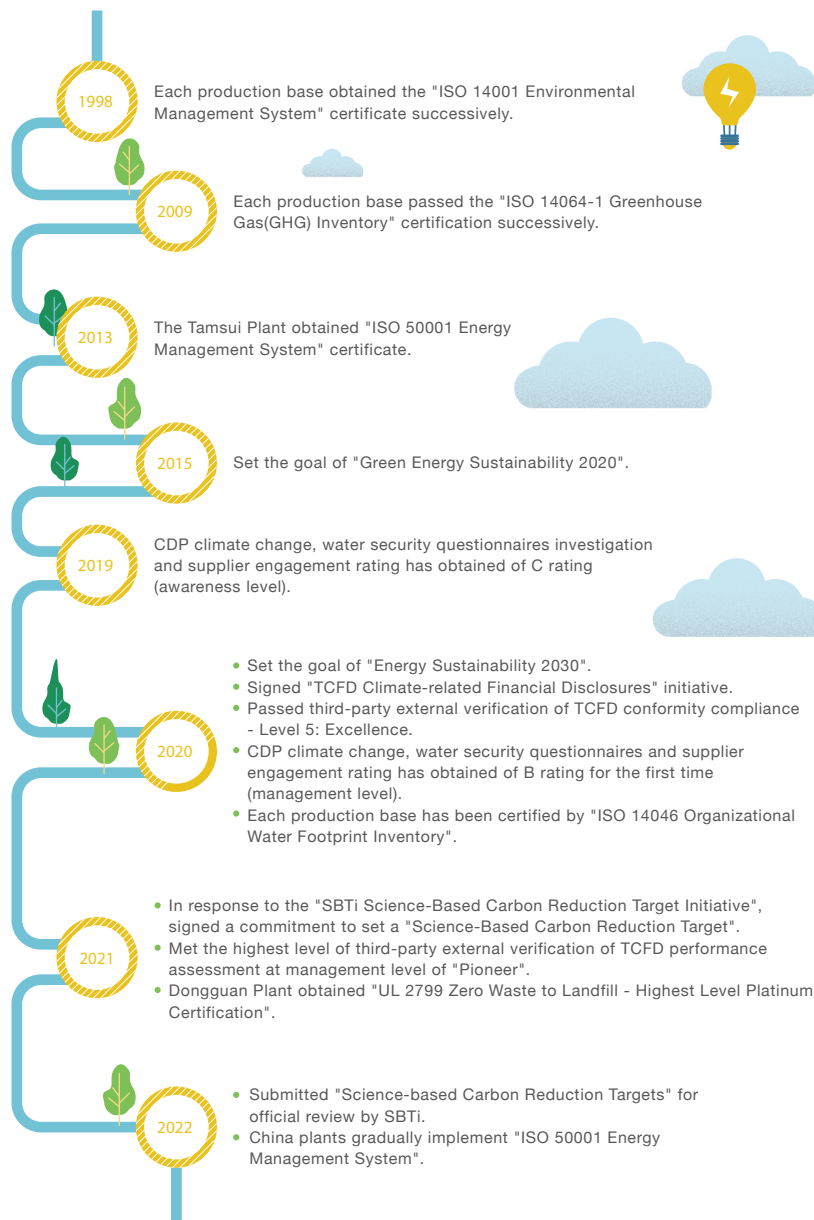 1998
Each production base obtained the "ISO 14001 Environmental
Management System" certificate successively.
2009
Each production base passed the "ISO 14064-1 Greenhouse
Gas(GHG) Inventory" certification successively.
2013
The Tamsui Plant obtained "ISO 50001 Energy
Management System" certificate.
2015
Set the goal of "Green Energy Sustainability 2020".
2019
CDP climate change, water security questionnaires investigation
and supplier engagement rating has obtained of C rating
(awareness level).
2020
• Set the goal of "Energy Sustainability 2030".
• Signed "TCFD Climate-related Financial Disclosures" initiative.
• Passed third-party external verification of TCFD conformity compliance
- Level 5: Excellence.
• CDP climate change, water security questionnaires and supplier
engagement rating has obtained of B rating for the first time
(management level).
• Each production base has been certified by "ISO 14046 Organizational
Water Footprint Inventory".
2021
• In response to the "SBTi Science-Based Carbon Reduction Target Initiative",
signed a commitment to set a "Science-Based Carbon Reduction Target".
• Met the highest level of third-party external verification of TCFD performance
assessment at management level of "Pioneer".
• Dongguan Plant obtained "UL 2799 Zero Waste to Landfill - Highest Level Platinum
Certification".
2022
• Submitted "Science-based Carbon Reduction Targets" for
official review by SBTi.
• China plants gradually implement "ISO 50001 Energy
Management System".